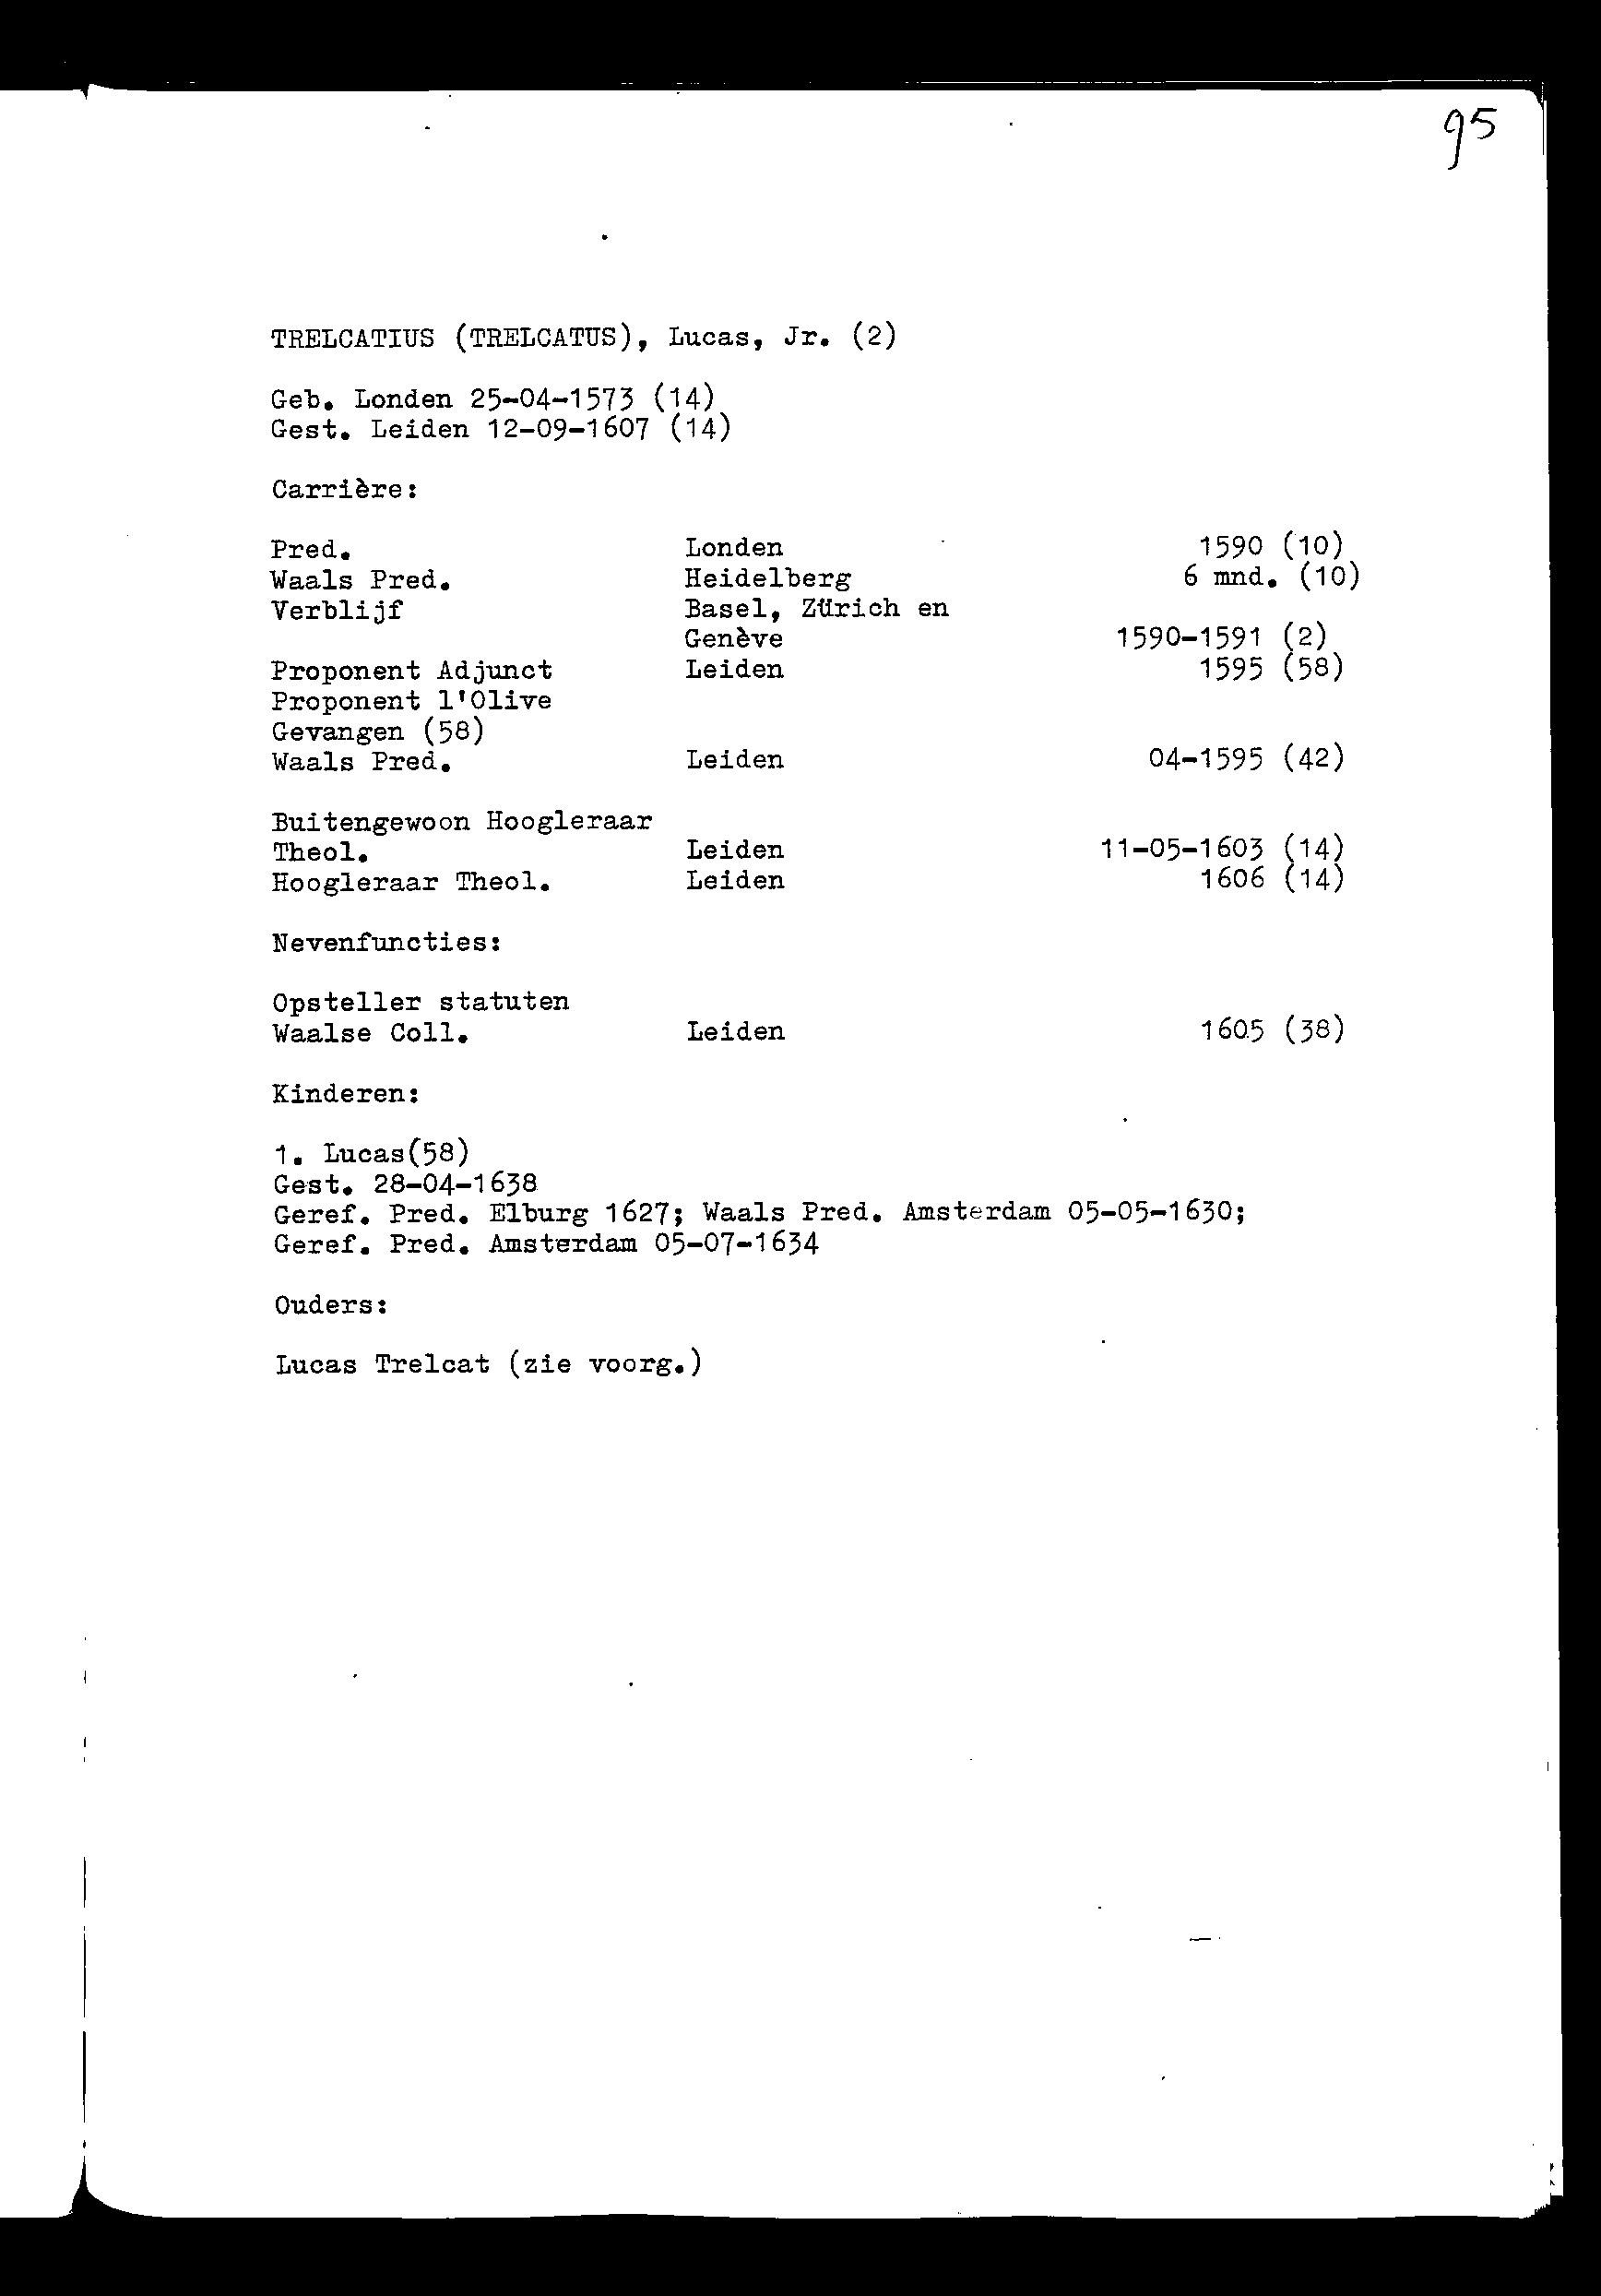 95
TRELCATIUS (TRELCATUS), Lucas, Jr. (2)
Geb. Londen 25-04-1573 (14)
Gest. Leiden 12-09-1607 (14)
Carrière:
Pred. Londen 1590 (10)
Waals Pred. Heidelberg 6 mnd. (10)
Verblijf Basel, Zürich en
Genève 1590-1591 (2)
Proponent Adjunct Leiden 1595 (58)
Proponent l'Olive
Gevangen (58)
Waals Pred. Leiden 04-1595 (42)
Buitengewoon Hoogleraar
Theol. Leiden 11-05-1603 (14)
Hoogleraar Theol. Leiden 1606 (14)
Nevenfuncties:
Opsteller statuten
Waalse Coll. Leiden 1605 (38)
Kinderen:
1. Lucas(58)
Gest. 28-04-1638
Geref. Pred. Elburg 1627; Waals Pred. Amsterdam 05-05-1630;
Geref. Pred. Amsterdam 05-07-1634
Ouders:
Lucas Trelcat (zie voorg.)